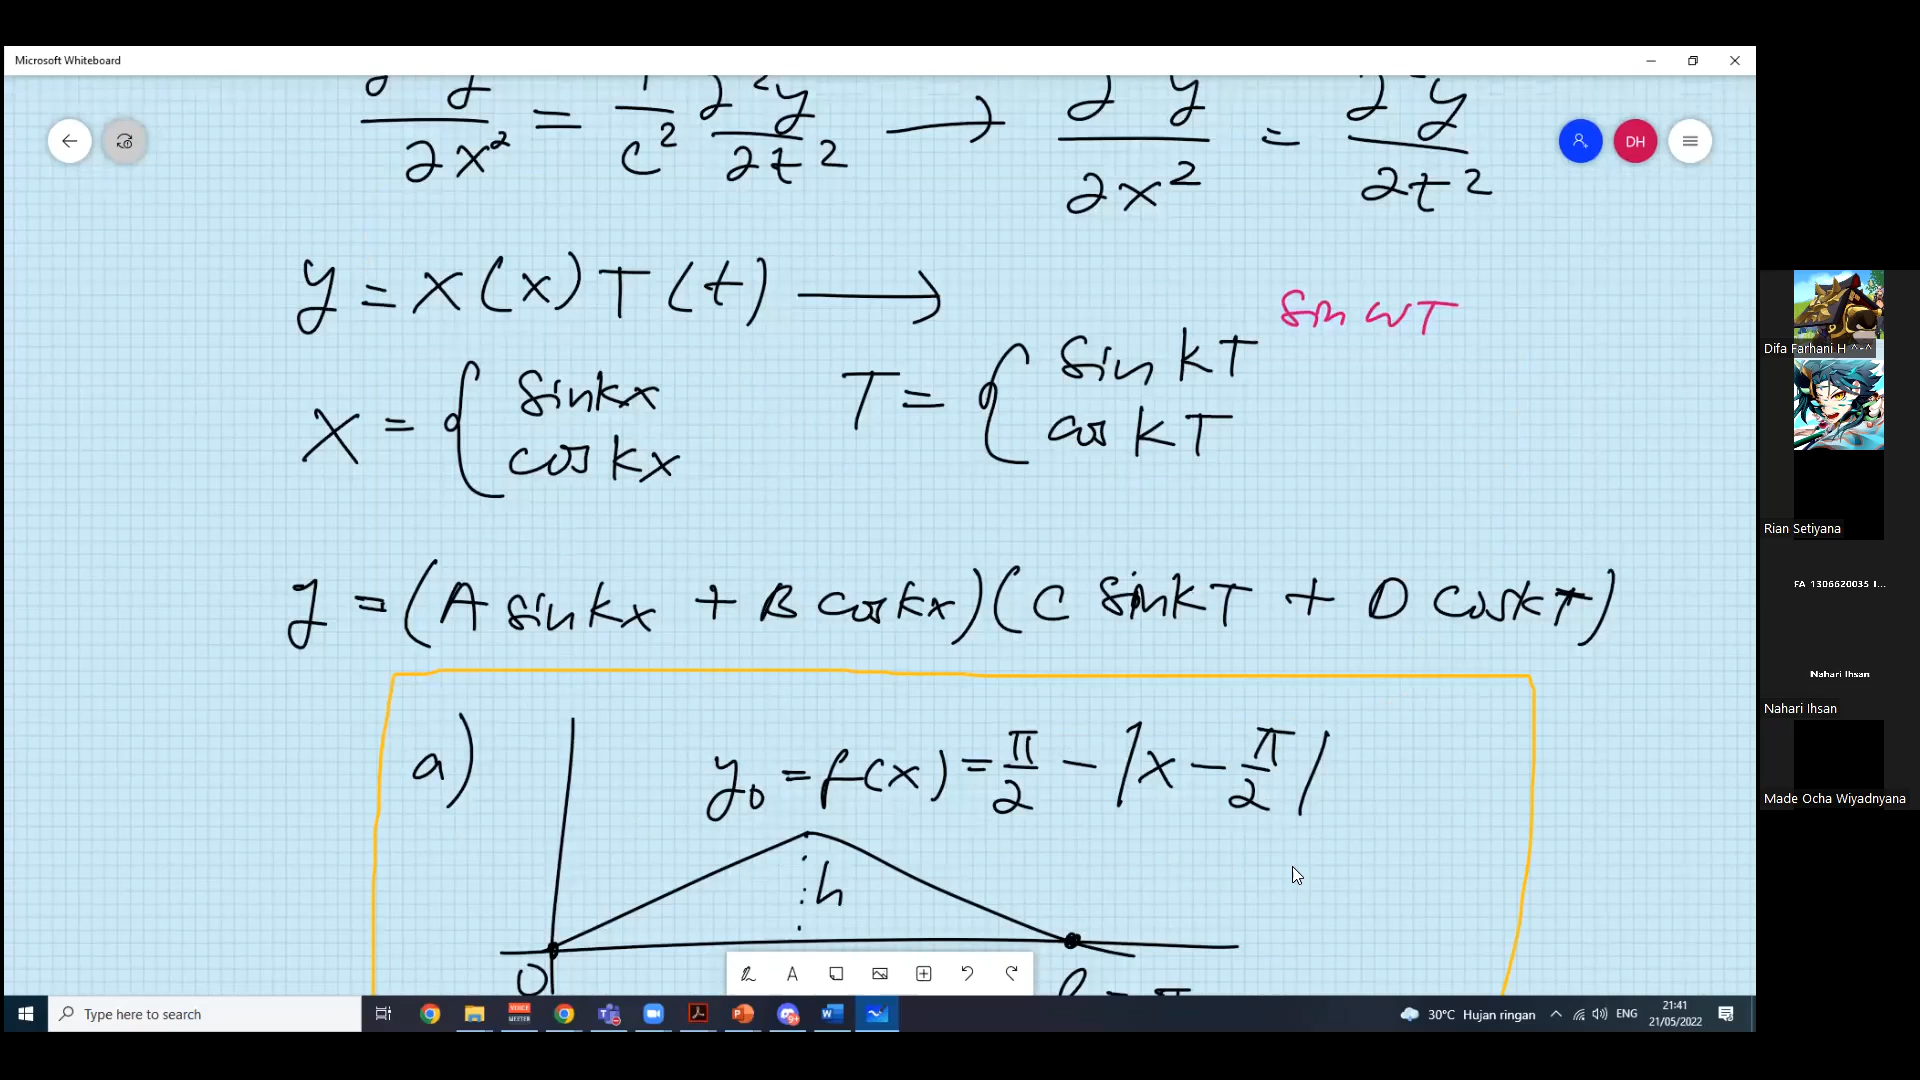 Microsoft Whiteboard
∂²y/∂x² = 1/c² ∂²y/∂t² → ∂²y/∂x² = ∂²y/∂t²
DH
y = X(x) T(t) →
sin ωT
X = { sin kx
cos kx
T = { sin kT
cos kT
y = (A sin kx + B cos kx)(C sin kT + D cos kT)
a) y₀ = f(x) = π/2 - |x - π/2|
h
0
l = π
Difa Farhani H ^-^
Rian Setiyana
FA 1306620035 I...
Nahari Ihsan
Nahari Ihsan
Made Ocha Wiyadnyana
Type here to search
30°C Hujan ringan
ENG
21:41
21/05/2022